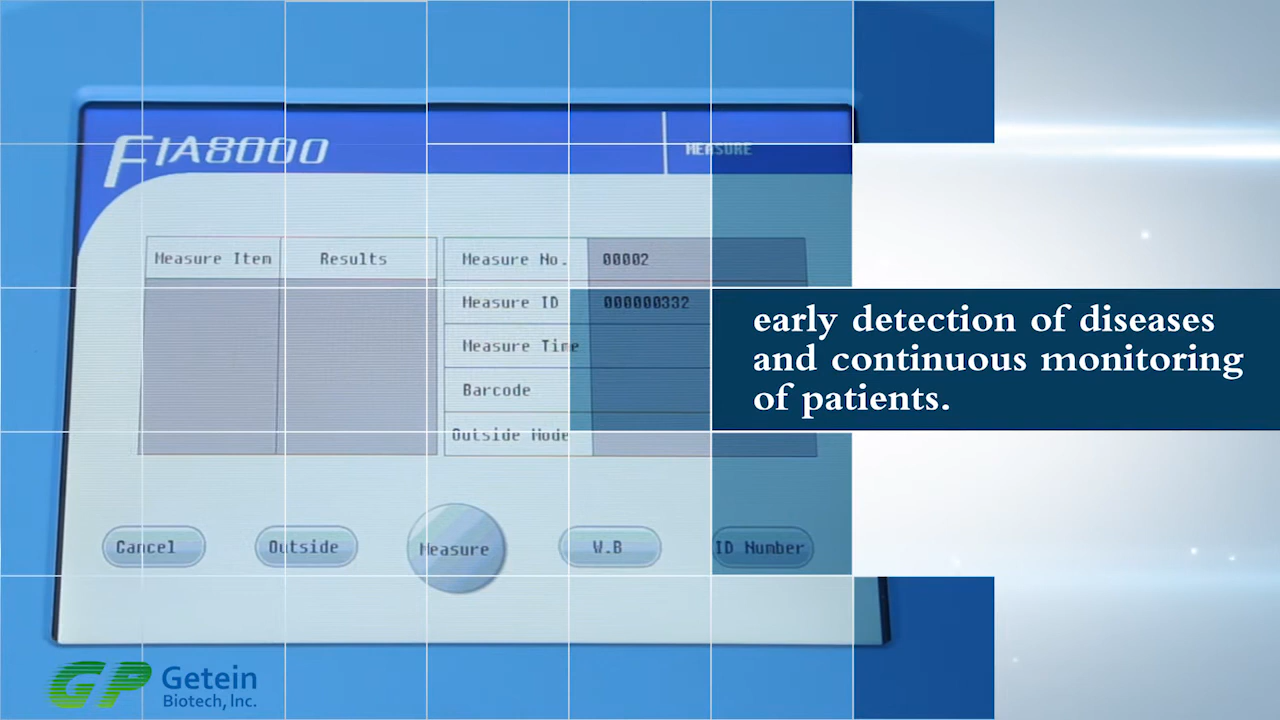 FIA8000
MEASURE
Measure Item
Results
Measure No.
00002
Measure ID
000000332
Measure Time
Barcode
Outside Mode
early detection of diseases
and continuous monitoring
of patients.
Cancel
Outside
Measure
W.B
ID Number
GP
Getein
Biotech, Inc.